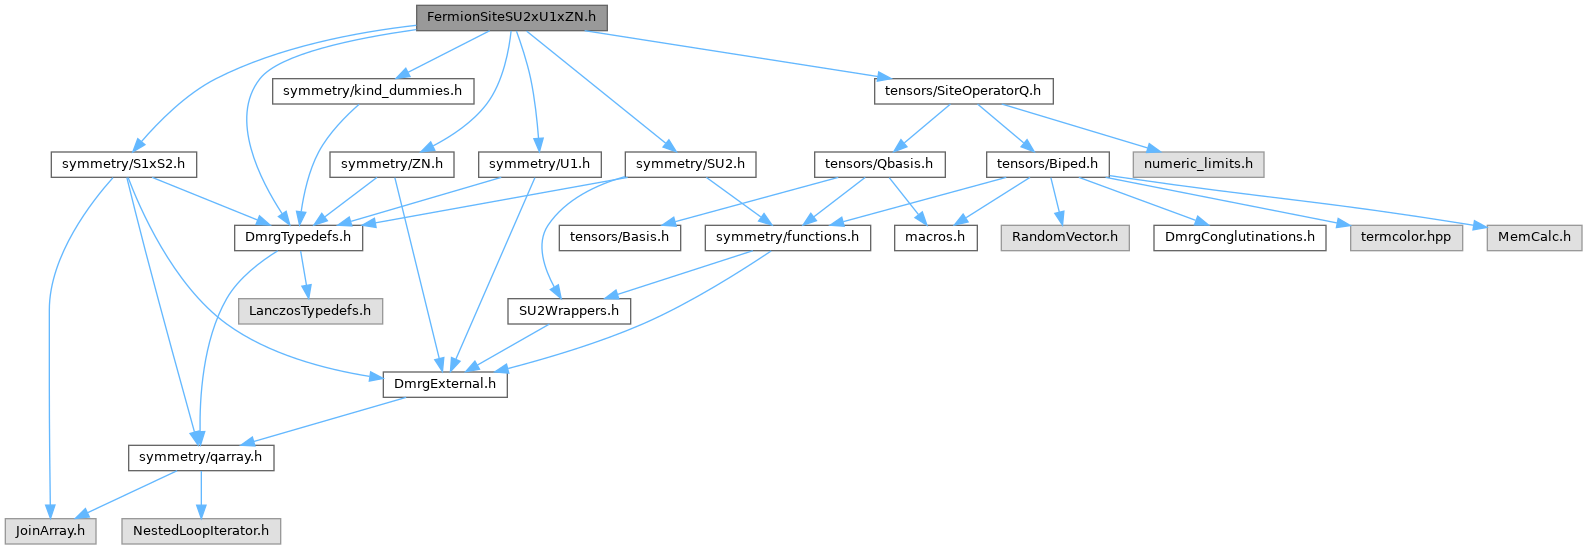 FermionSiteSU2xU1xZN.h
symmetry/kind_dummies.h
tensors/SiteOperatorQ.h
symmetry/S1xS2.h
symmetry/ZN.h
symmetry/U1.h
symmetry/SU2.h
tensors/Qbasis.h
tensors/Biped.h
numeric_limits.h
DmrgTypedefs.h
tensors/Basis.h
symmetry/functions.h
macros.h
RandomVector.h
DmrgConglutinations.h
termcolor.hpp
MemCalc.h
LanczosTypedefs.h
SU2Wrappers.h
DmrgExternal.h
symmetry/qarray.h
JoinArray.h
NestedLoopIterator.h